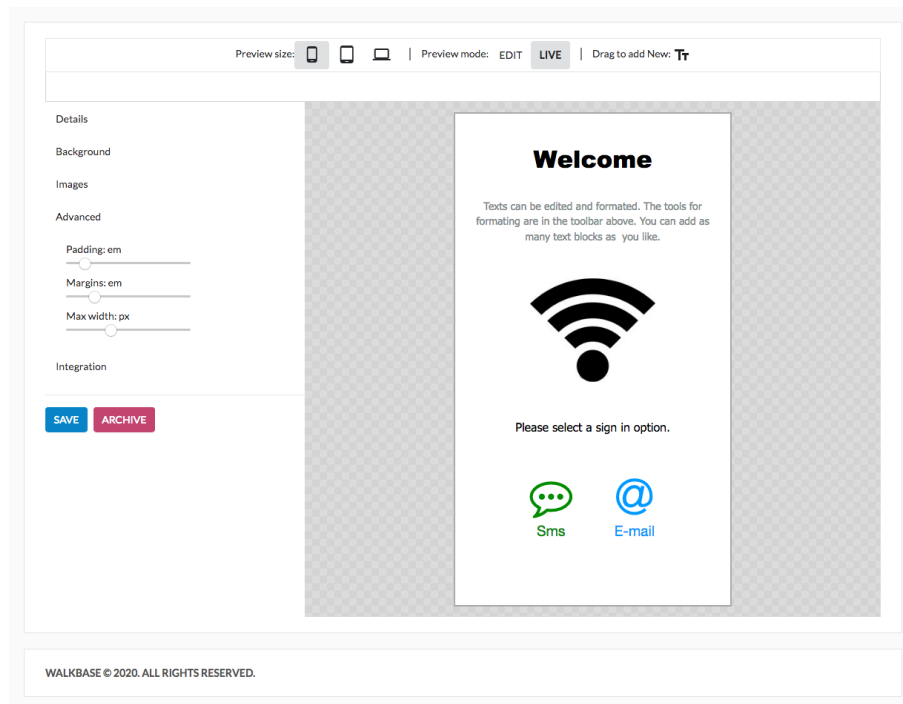 Preview size: | Preview mode: EDIT LIVE | Drag to add New: Tт
Details
Background
Images
Advanced
Padding: em
Margins: em
Max width: px
Integration
SAVE ARCHIVE
Welcome
Texts can be edited and formated. The tools for
formating are in the toolbar above. You can add as
many text blocks as you like.
Please select a sign in option.
@
Sms E-mail
WALKBASE © 2020. ALL RIGHTS RESERVED.